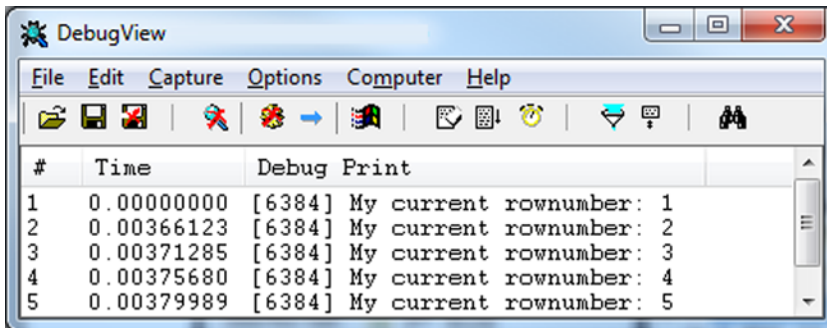 DebugView
File Edit Capture Options Computer Help
# Time Debug Print
1 0.00000000 [6384] My current rownumber: 1
2 0.00366123 [6384] My current rownumber: 2
3 0.00371285 [6384] My current rownumber: 3
4 0.00375680 [6384] My current rownumber: 4
5 0.00379989 [6384] My current rownumber: 5